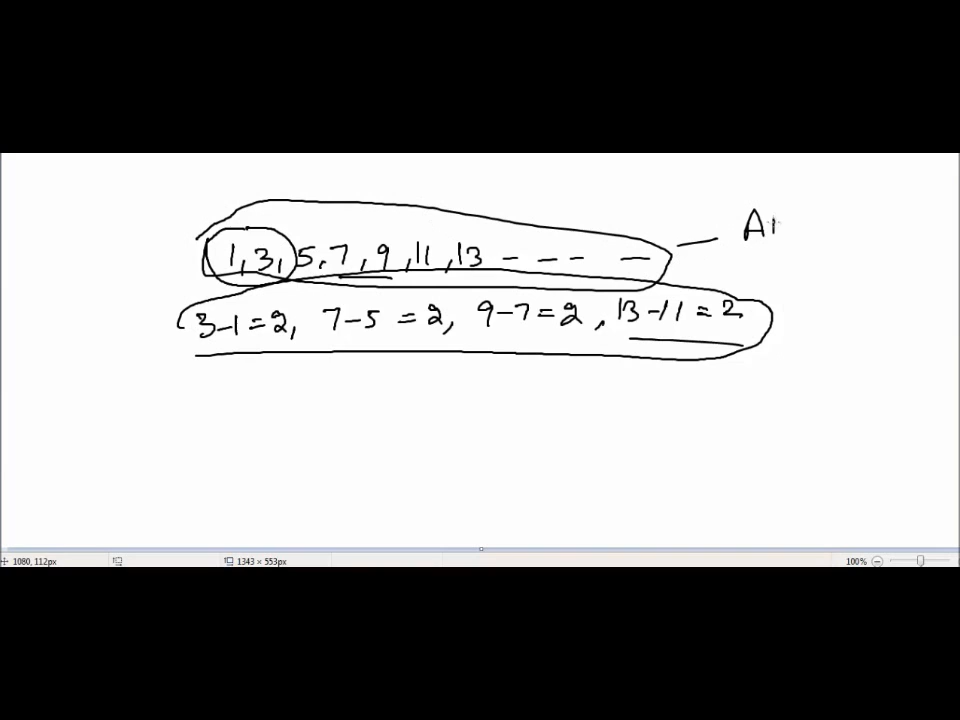 1, 3, 5, 7, 9, 11, 13 - - - -
3-1=2, 7-5=2, 9-7=2, 13-11=2
1080, 112px
1343 × 553px
100%